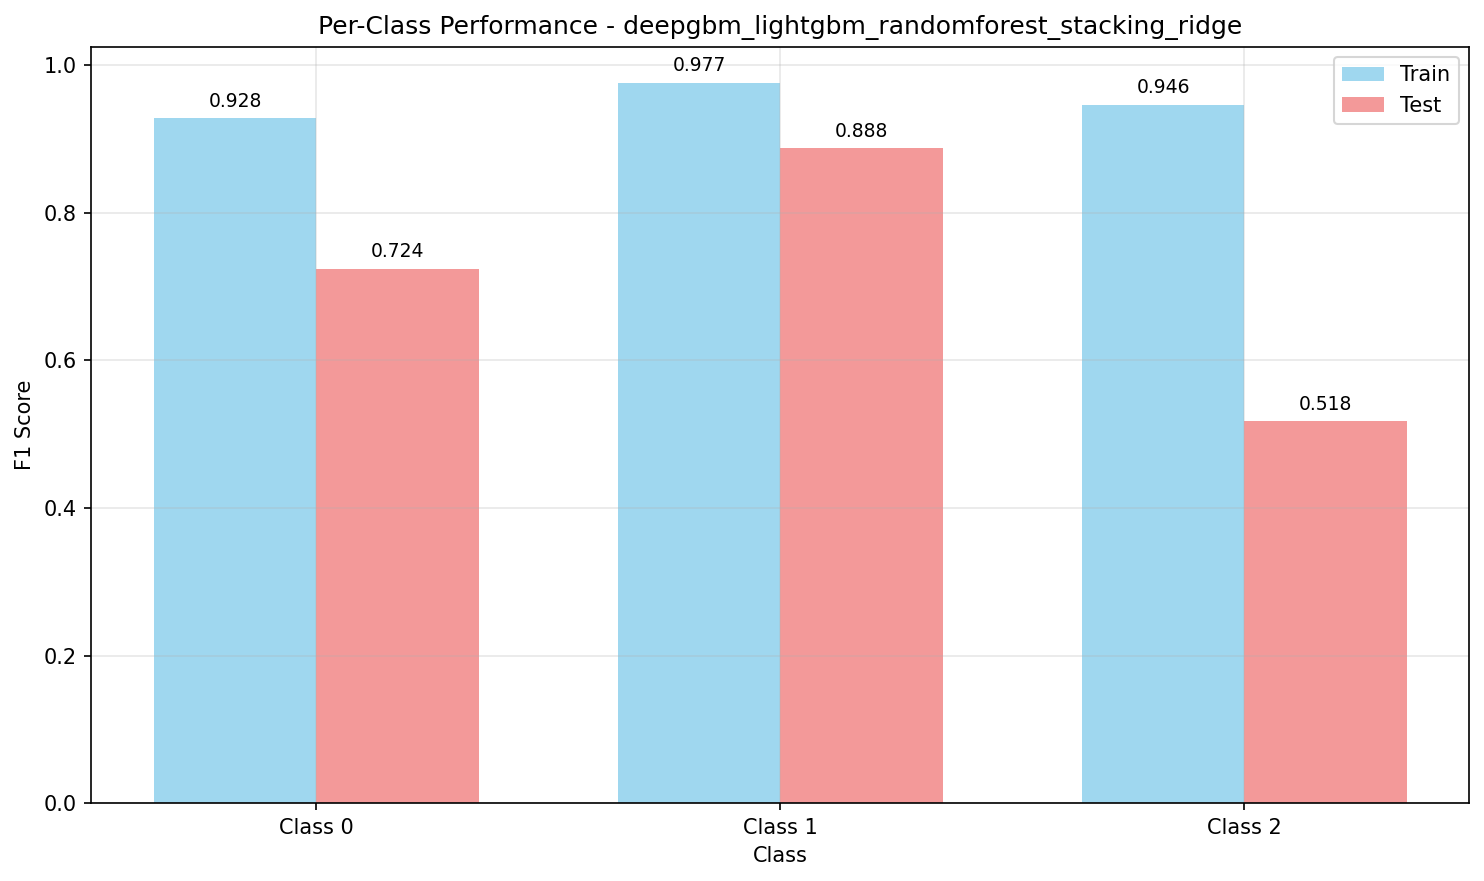 Per-Class Performance - deepgbm_lightgbm_randomforest_stacking_ridge
Train
Test
F1 Score
1.0
0.8
0.6
0.4
0.2
0.0
0.928
0.724
0.977
0.888
0.946
0.518
Class 0
Class 1
Class 2
Class